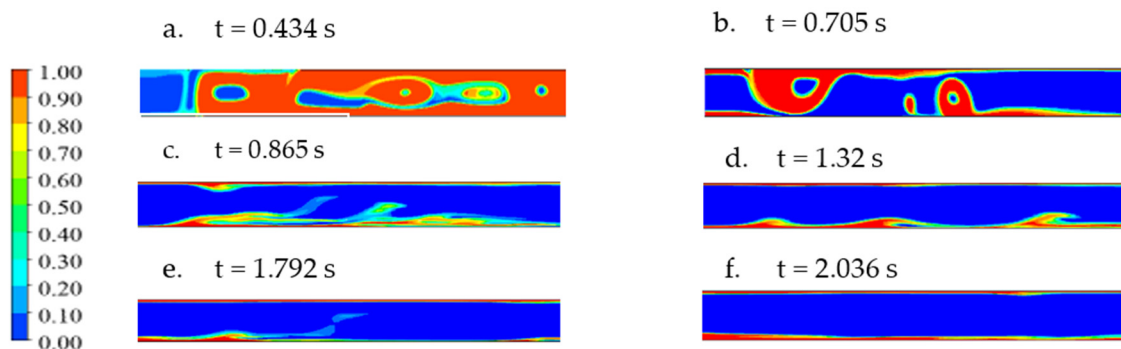 a. t = 0.434 s
b. t = 0.705 s
1.00
0.90
0.80
0.70
0.60
0.50
0.40
0.30
0.20
0.10
0.00
c. t = 0.865 s
d. t = 1.32 s
e. t = 1.792 s
f. t = 2.036 s